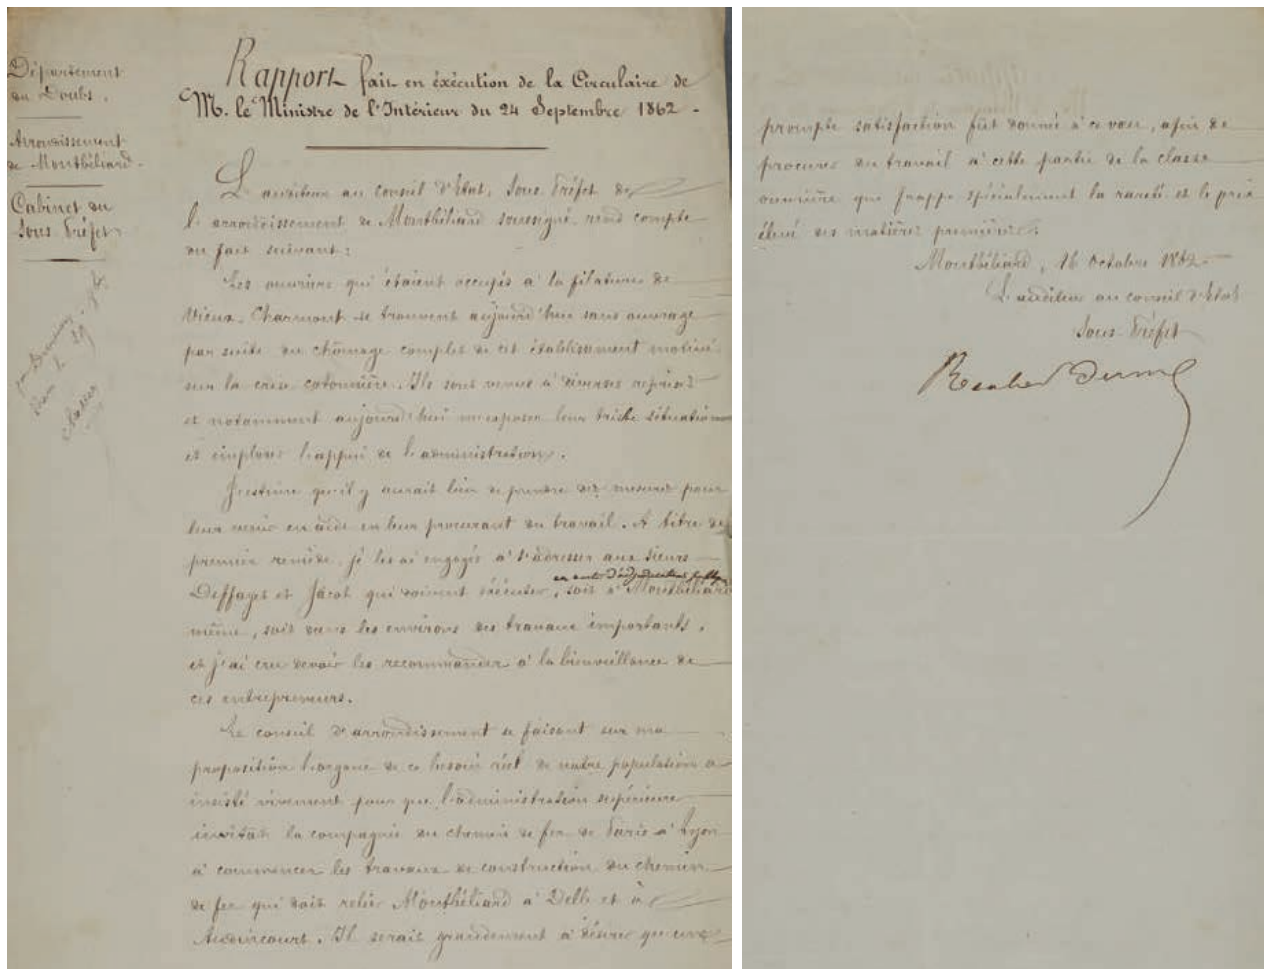 Département
du Doubs.
Arrondissement
de Montbéliard.
Cabinet du
Sous-Préfet
Rapport fait en éxécution de la Circulaire de
M. le Ministre de l'Intérieur du 24 Septembre 1862 -
L'auditeur au conseil d'Etat, Sous Préfet de
l'arrondissement de Montbéliard soussigné, rend compte
du fait suivant :
Les ouvriers qui étaient occupés à la filature de
Vieux-Charmont se trouvent aujourd'hui sans ouvrage
par suite du chômage complet de cet établissement motivé
sur la crise cotonnière. Ils sont venus à diverses reprises
et notamment aujourd'hui m'exposer leur triste situation
et implorer l'appui de l'administration.
J'estime qu'il y aurait lieu de prendre des mesures pour
leur venir en aide en leur procurant du travail. A titre de
premier remède, je les ai engagés à s'adresser aux sieurs
Deffayet et Jacot qui doivent éxécuter, soit à Montbéliard
même, soit dans les environs des travaux importants,
et j'ai cru devoir les recommander à la bienveillance de
ces entrepreneurs.
Le conseil d'arrondissement se faisant sur ma
proposition l'organe de ce besoin réel de notre population a
insisté vivement pour que l'administration supérieure
invitât la compagnie du chemin de fer de Paris à Lyon
à commencer les travaux de construction du chemin
de fer qui doit relier Montbéliard à Delle et à
Audincourt. Il serait grandement à désirer qu'une
prompte satisfaction fût donnée à ce vœu, afin de
procurer du travail à cette partie de la classe
ouvrière que frappe spécialement la rareté et le prix
élevé des matières premières.
Montbéliard, 16 Octobre 1862
L'auditeur au conseil d'Etat
Sous-Préfet